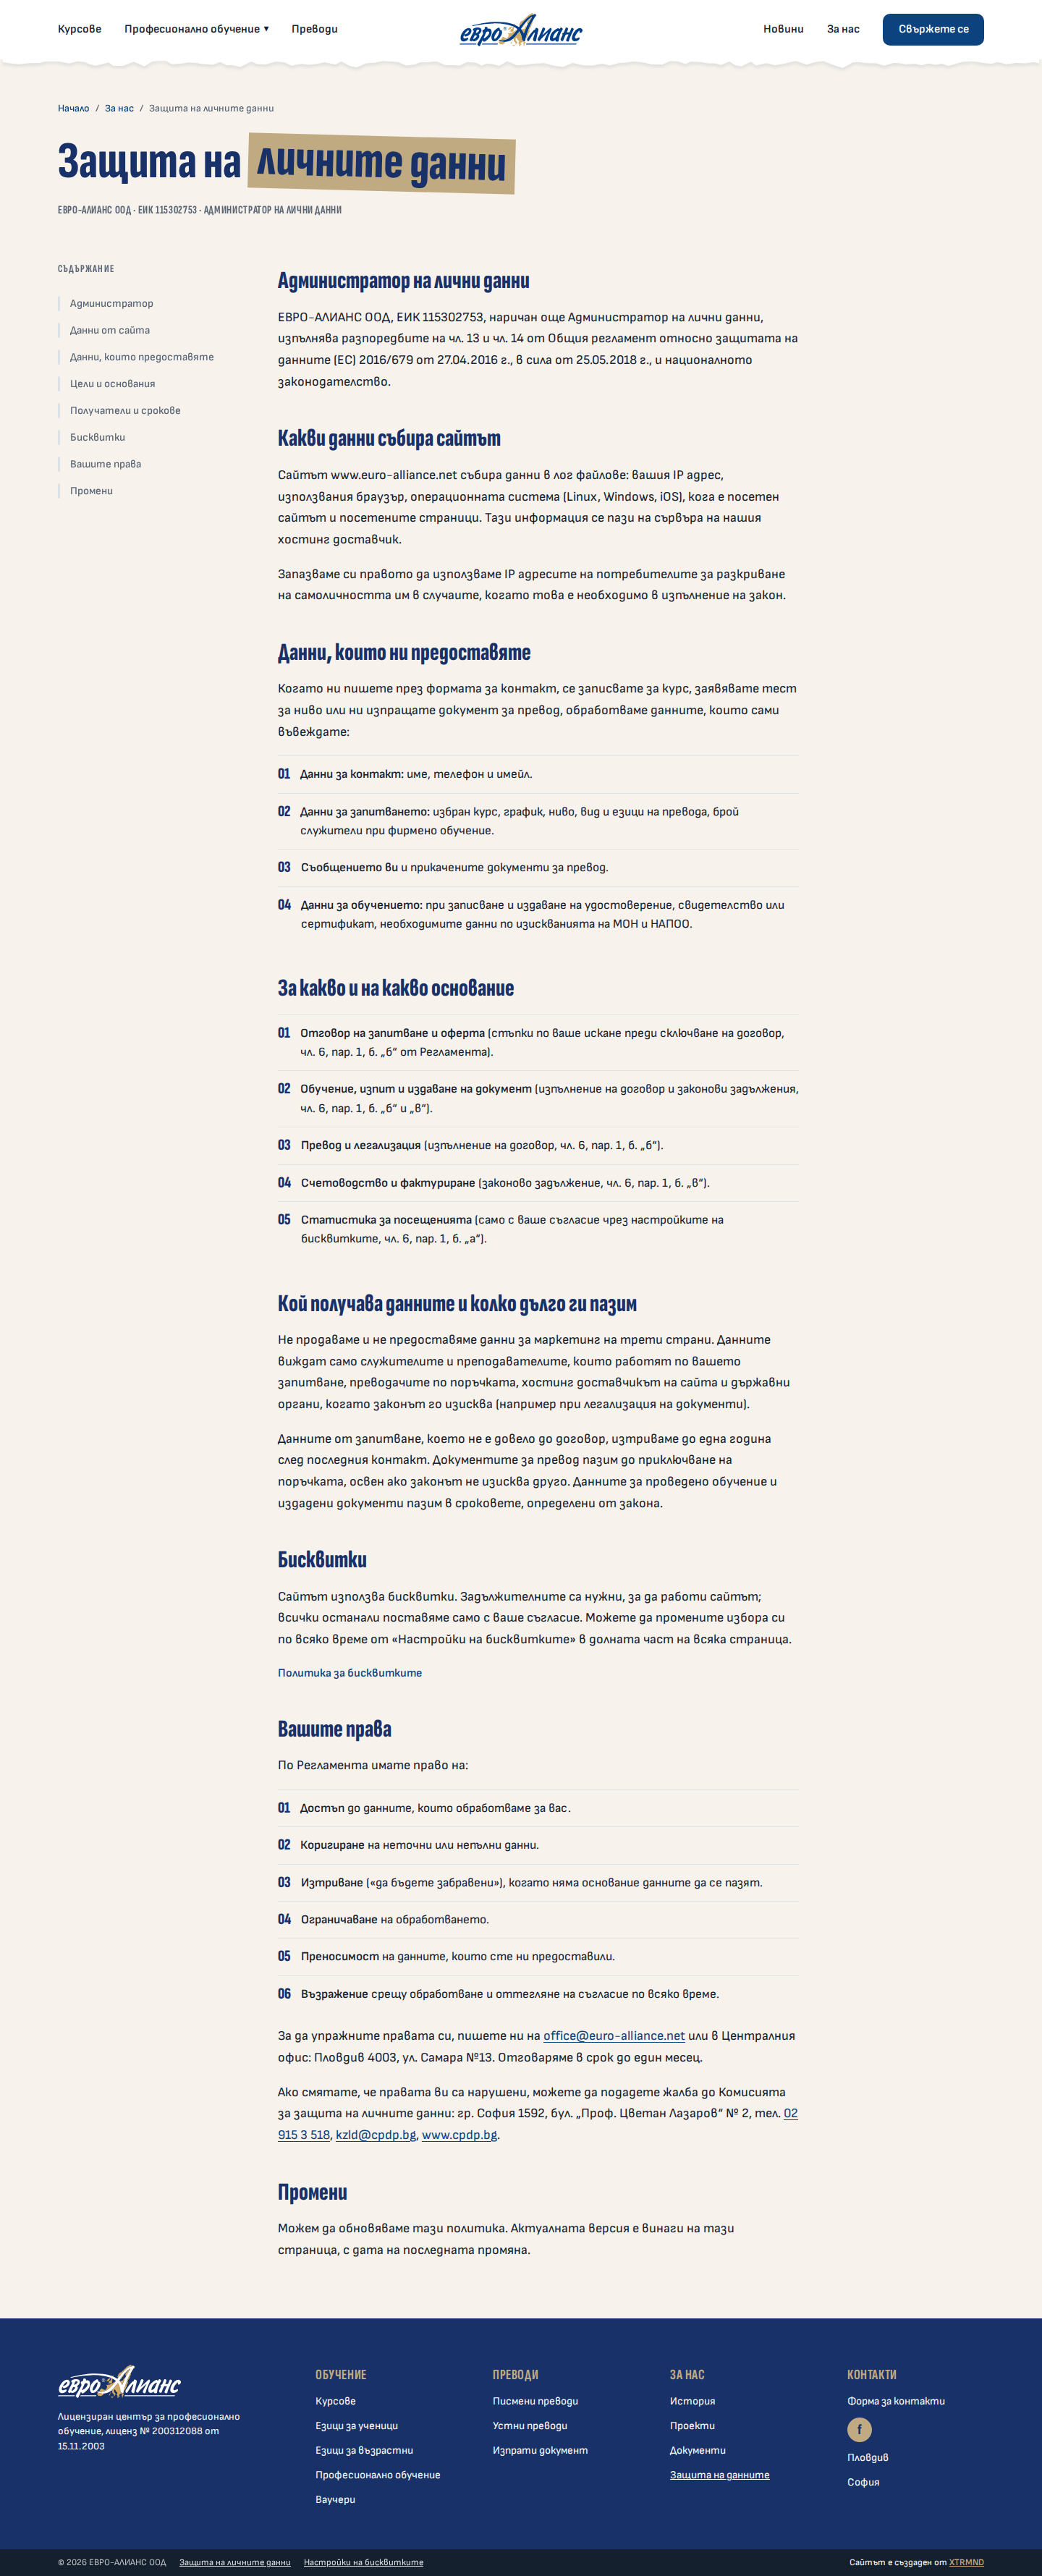 Курсове
Професионално обучение ▾
Преводи
евроАлианс
Новини
За нас
Свържете се
Начало / За нас / Защита на личните данни
Защита на личните данни
ЕВРО-АЛИАНС ООД · ЕИК 115302753 · АДМИНИСТРАТОР НА ЛИЧНИ ДАННИ
СЪДЪРЖАНИЕ
Администратор
Данни от сайта
Данни, които предоставяте
Цели и основания
Получатели и срокове
Бисквитки
Вашите права
Промени
Администратор на лични данни
ЕВРО-АЛИАНС ООД, ЕИК 115302753, наричан още Администратор на лични данни,
изпълнява разпоредбите на чл. 13 и чл. 14 от Общия регламент относно защитата на
данните (ЕС) 2016/679 от 27.04.2016 г., в сила от 25.05.2018 г., и националното
законодателство.
Какви данни събира сайтът
Сайтът www.euro-alliance.net събира данни в лог файлове: вашия IP адрес,
използвания браузър, операционната система (Linux, Windows, iOS), кога е посетен
сайтът и посетените страници. Тази информация се пази на сървъра на нашия
хостинг доставчик.
Запазваме си правото да използваме IP адресите на потребителите за разкриване
на самоличността им в случаите, когато това е необходимо в изпълнение на закон.
Данни, които ни предоставяте
Когато ни пишете през формата за контакт, се записвате за курс, заявявате тест
за ниво или ни изпращате документ за превод, обработваме данните, които сами
въвеждате:
01 Данни за контакт: име, телефон и имейл.
02 Данни за запитването: избран курс, график, ниво, вид и езици на превода, брой
служители при фирмено обучение.
03 Съобщението ви и прикачените документи за превод.
04 Данни за обучението: при записване и издаване на удостоверение, свидетелство или
сертификат, необходимите данни по изискванията на МОН и НАПОО.
За какво и на какво основание
01 Отговор на запитване и оферта (стъпки по ваше искане преди сключване на договор,
чл. 6, пар. 1, б. „б“ от Регламента).
02 Обучение, изпит и издаване на документ (изпълнение на договор и законови задължения,
чл. 6, пар. 1, б. „б“ и „в“).
03 Превод и легализация (изпълнение на договор, чл. 6, пар. 1, б. „б“).
04 Счетоводство и фактуриране (законово задължение, чл. 6, пар. 1, б. „в“).
05 Статистика за посещенията (само с ваше съгласие чрез настройките на
бисквитките, чл. 6, пар. 1, б. „а“).
Кой получава данните и колко дълго ги пазим
Не продаваме и не предоставяме данни за маркетинг на трети страни. Данните
виждат само служителите и преподавателите, които работят по вашето
запитване, преводачите по поръчката, хостинг доставчикът на сайта и държавни
органи, когато законът го изисква (например при легализация на документи).
Данните от запитване, което не е довело до договор, изтриваме до една година
след последния контакт. Документите за превод пазим до приключване на
поръчката, освен ако законът не изисква друго. Данните за проведено обучение и
издадени документи пазим в сроковете, определени от закона.
Бисквитки
Сайтът използва бисквитки. Задължителните са нужни, за да работи сайтът;
всички останали поставяме само с ваше съгласие. Можете да промените избора си
по всяко време от «Настройки на бисквитките» в долната част на всяка страница.
Политика за бисквитките
Вашите права
По Регламента имате право на:
01 Достъп до данните, които обработваме за вас.
02 Коригиране на неточни или непълни данни.
03 Изтриване («да бъдете забравени»), когато няма основание данните да се пазят.
04 Ограничаване на обработването.
05 Преносимост на данните, които сте ни предоставили.
06 Възражение срещу обработване и оттегляне на съгласие по всяко време.
За да упражните правата си, пишете ни на office@euro-alliance.net или в Централния
офис: Пловдив 4003, ул. Самара №13. Отговаряме в срок до един месец.
Ако смятате, че правата ви са нарушени, можете да подадете жалба до Комисията
за защита на личните данни: гр. София 1592, бул. „Проф. Цветан Лазаров“ № 2, тел. 02
915 3 518, kzld@cpdp.bg, www.cpdp.bg.
Промени
Можем да обновяваме тази политика. Актуалната версия е винаги на тази
страница, с дата на последната промяна.
евроАлианс
Лицензиран център за професионално
обучение, лиценз № 200312088 от
15.11.2003
ОБУЧЕНИЕ
Курсове
Езици за ученици
Езици за възрастни
Професионално обучение
Ваучери
ПРЕВОДИ
Писмени преводи
Устни преводи
Изпрати документ
ЗА НАС
История
Проекти
Документи
Защита на данните
КОНТАКТИ
Форма за контакти
f
Пловдив
София
© 2026 ЕВРО-АЛИАНС ООД
Защита на личните данни
Настройки на бисквитките
Сайтът е създаден от XTRMND